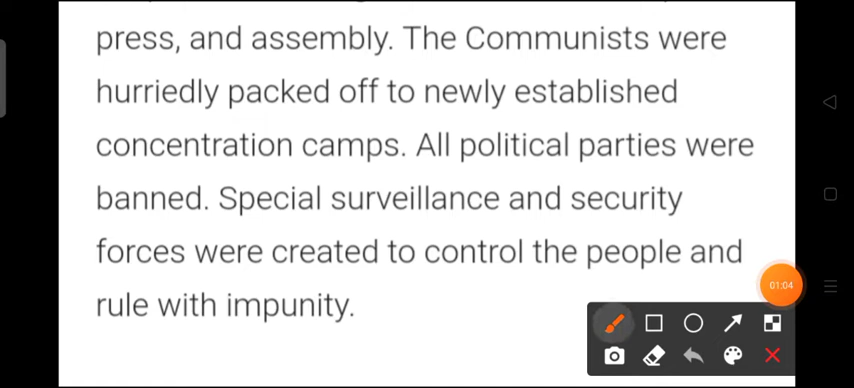 press, and assembly. The Communists were
hurriedly packed off to newly established
concentration camps. All political parties were
banned. Special surveillance and security
forces were created to control the people and
rule with impunity.
01:04